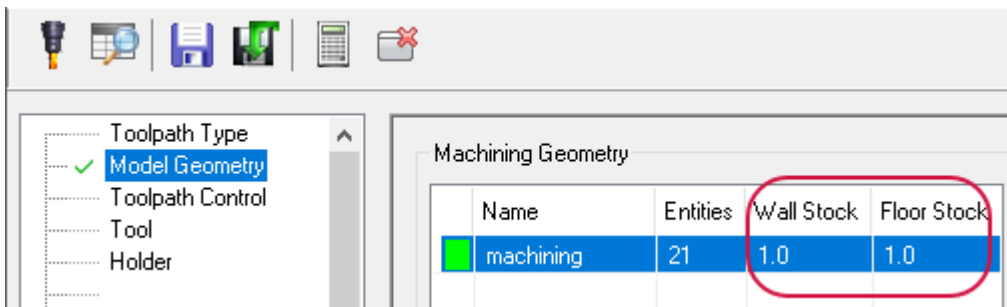 Toolpath Type
Model Geometry
Toolpath Control
Tool
Holder
Machining Geometry
Name Entities Wall Stock Floor Stock
machining 21 1.0 1.0